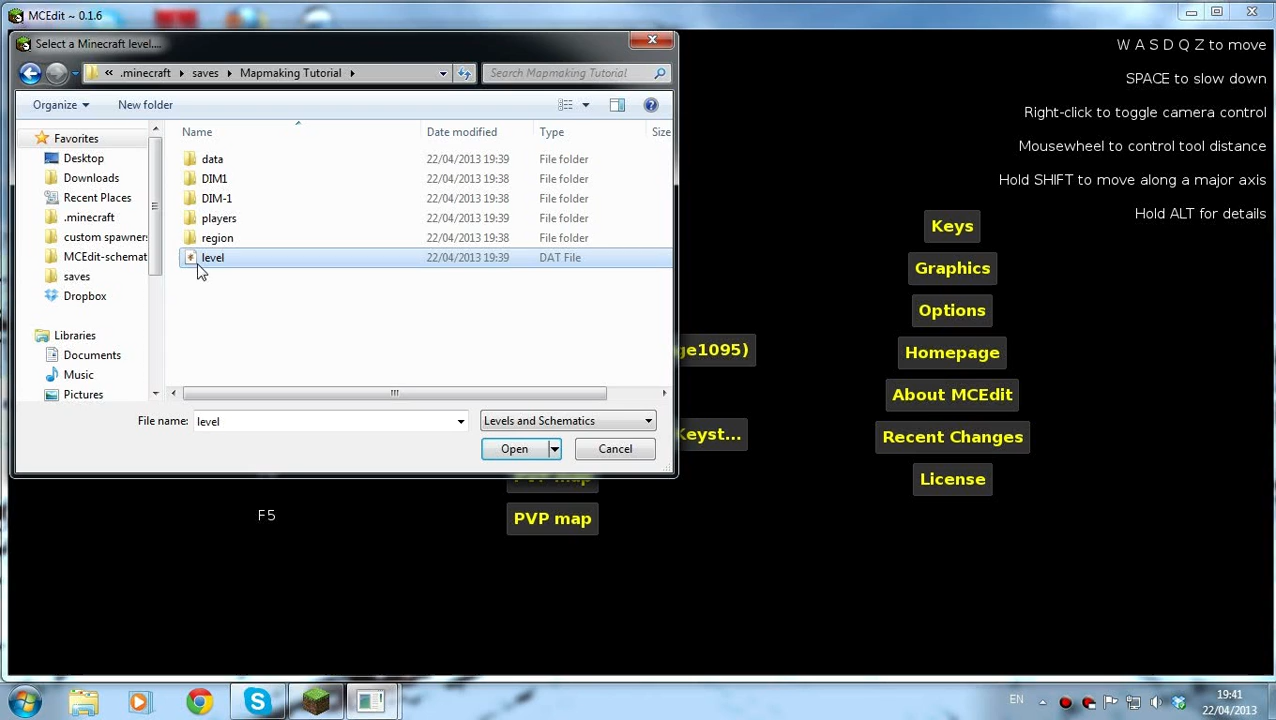 MCEdit ~ 0.1.6
Select a Minecraft level....
« .minecraft saves Mapmaking Tutorial
Search Mapmaking Tutorial
Organize New folder
Name Date modified Type Size
Favorites
Desktop
Downloads
Recent Places
.minecraft
custom spawner
MCEdit-schemat
saves
Dropbox
Libraries
Documents
Music
Pictures
data 22/04/2013 19:39 File folder
DIM1 22/04/2013 19:38 File folder
DIM-1 22/04/2013 19:38 File folder
players 22/04/2013 19:39 File folder
region 22/04/2013 19:38 File folder
level 22/04/2013 19:39 DAT File
File name: level Levels and Schematics
Open Cancel
W A S D Q Z to move
SPACE to slow down
Right-click to toggle camera control
Mousewheel to control tool distance
Hold SHIFT to move along a major axis
Hold ALT for details
Keys
Graphics
Options
Homepage
About MCEdit
Recent Changes
License
ge1095)
Keyst...
PVP map
PVP map
F5
EN
19:41
22/04/2013